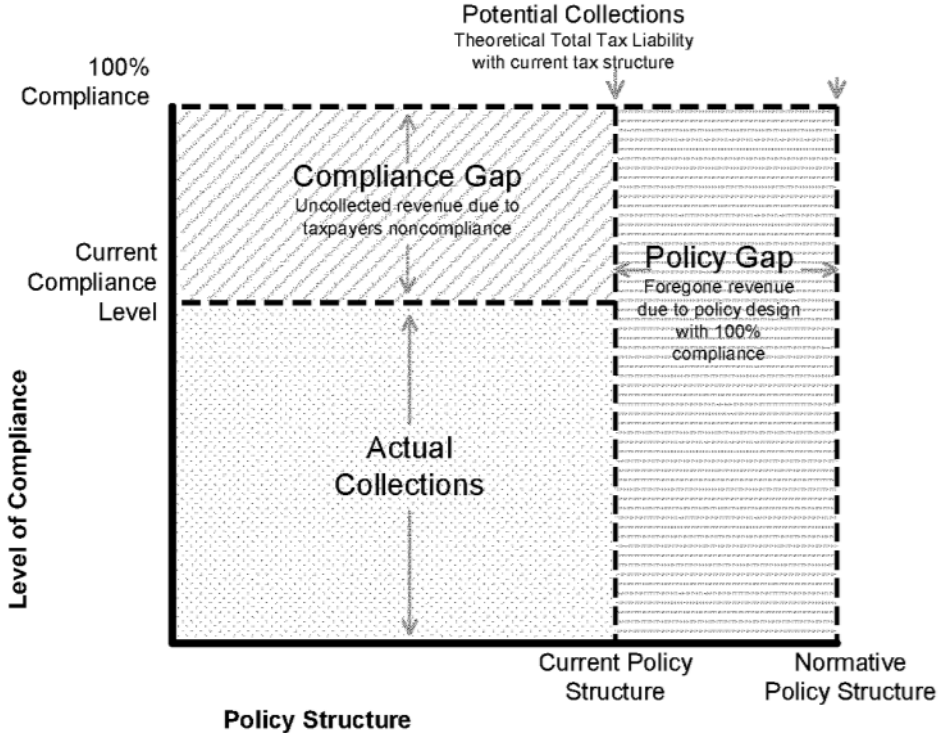 Potential Collections
Theoretical Total Tax Liability
with current tax structure
100%
Compliance
Compliance Gap
Uncollected revenue due to
taxpayers noncompliance
Current
Compliance
Level
Policy Gap
Foregone revenue
due to policy design
with 100%
compliance
Actual
Collections
Level of Compliance
Current Policy
Structure
Normative
Policy Structure
Policy Structure